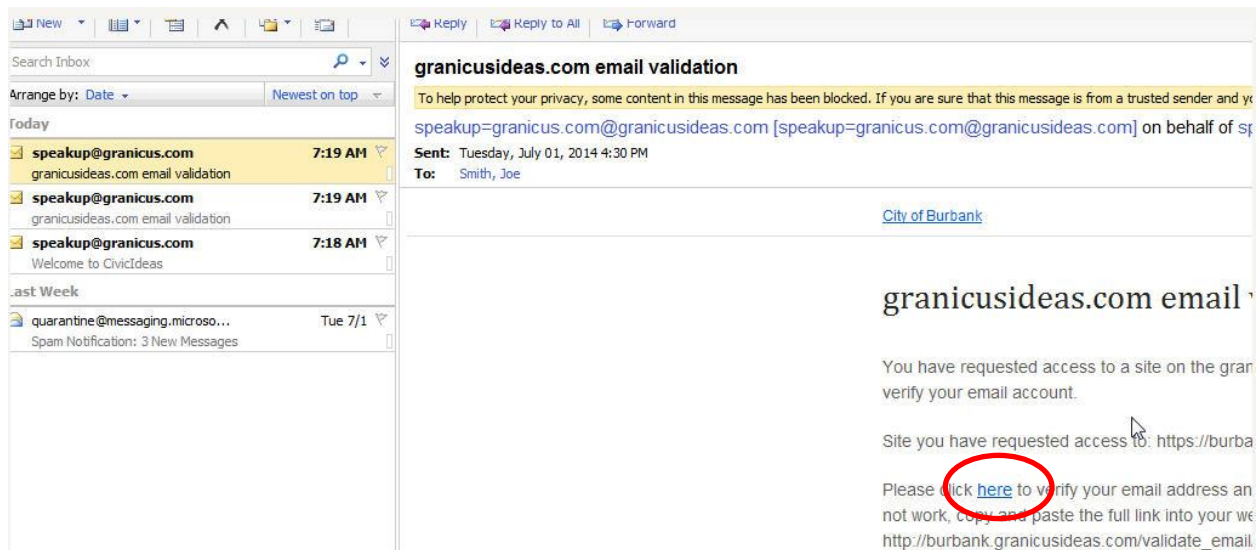 New
Reply Reply to All Forward
Search Inbox
Arrange by: Date Newest on top
Today
speakup@granicus.com 7:19 AM
granicusideas.com email validation
speakup@granicus.com 7:19 AM
granicusideas.com email validation
speakup@granicus.com 7:18 AM
Welcome to CivicIdeas
Last Week
quarantine@messaging.microso... Tue 7/1
Spam Notification: 3 New Messages
granicusideas.com email validation
To help protect your privacy, some content in this message has been blocked. If you are sure that this message is from a trusted sender and yo
speakup=granicus.com@granicusideas.com [speakup=granicus.com@granicusideas.com] on behalf of sp
Sent: Tuesday, July 01, 2014 4:30 PM
To: Smith, Joe
City of Burbank
granicusideas.com email
You have requested access to a site on the gran
verify your email account.
Site you have requested access to: https://burba
Please click here to verify your email address an
not work, copy and paste the full link into your we
http://burbank.granicusideas.com/validate_email